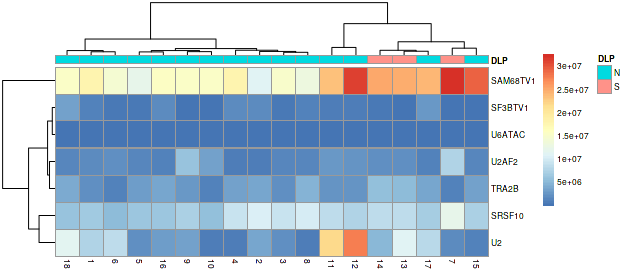 DLP
DLP
SAM68TV1
3e+07
N
S
2.5e+07
SF3BTV1
2e+07
U6ATAC
1.5e+07
U2AF2
1e+07
TRA2B
5e+06
SRSF10
U2
18 1 6 5 16 9 10 4 2 3 8 11 12 14 13 17 7 15